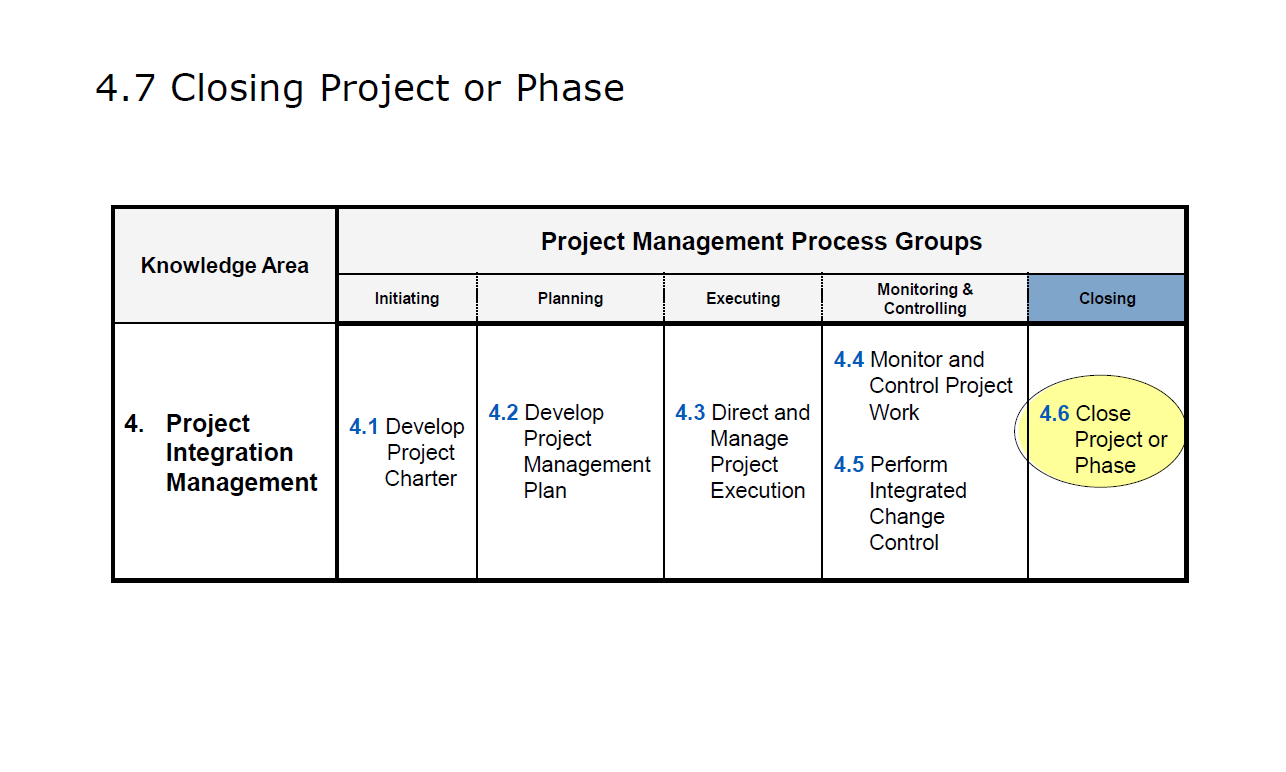 4.7 Closing Project or Phase
Knowledge Area
Project Management Process Groups
Initiating
Planning
Executing
Monitoring &
Controlling
Closing
4. Project
Integration
Management
4.1 Develop
Project
Charter
4.2 Develop
Project
Management
Plan
4.3 Direct and
Manage
Project
Execution
4.4 Monitor and
Control Project
Work
4.5 Perform
Integrated
Change
Control
4.6 Close
Project or
Phase